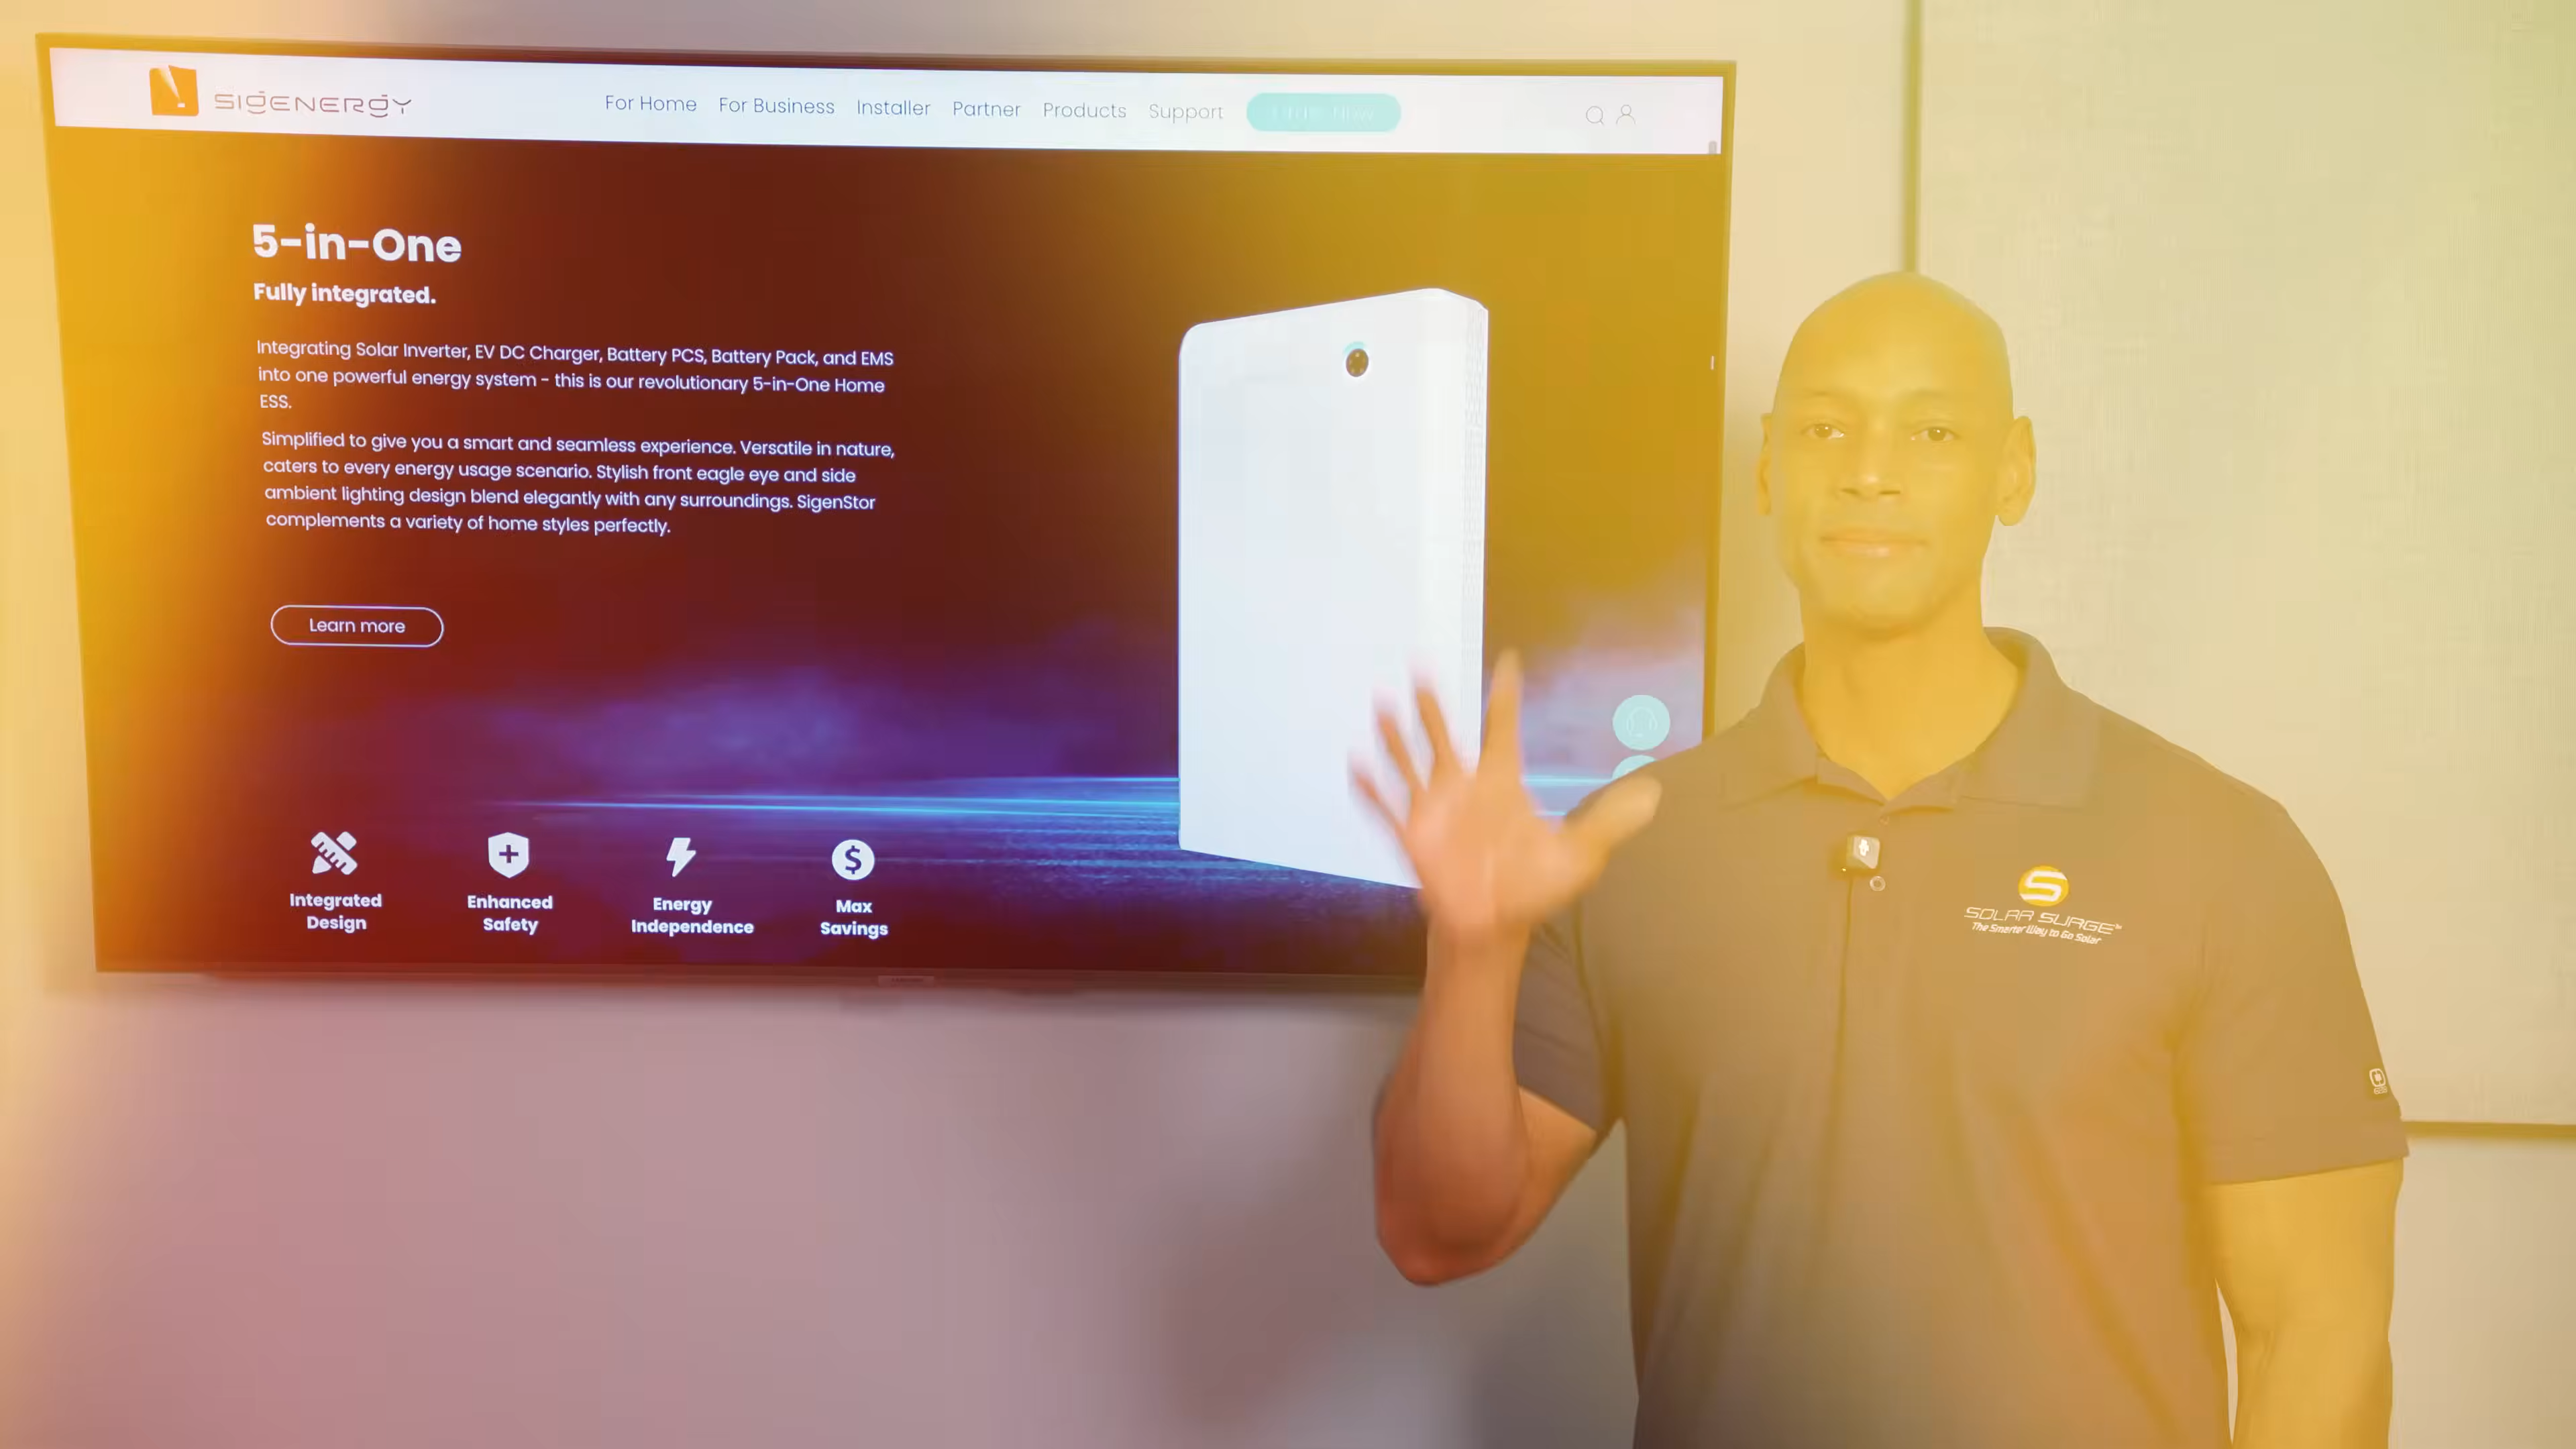 SIGENERGY
For Home For Business Installer Partner Products Support
5-in-One
Fully integrated.
Integrating Solar Inverter, EV DC Charger, Battery PCS, Battery Pack, and EMS
into one powerful energy system - this is our revolutionary 5-in-One Home
ESS.
Simplified to give you a smart and seamless experience. Versatile in nature,
caters to every energy usage scenario. Stylish front eagle eye and side
ambient lighting design blend elegantly with any surroundings. SigenStor
complements a variety of home styles perfectly.
Learn more
Integrated
Design
Enhanced
Safety
Energy
Independence
Max
Savings
SOLAR SURGE
The Smarter Way to Go Solar